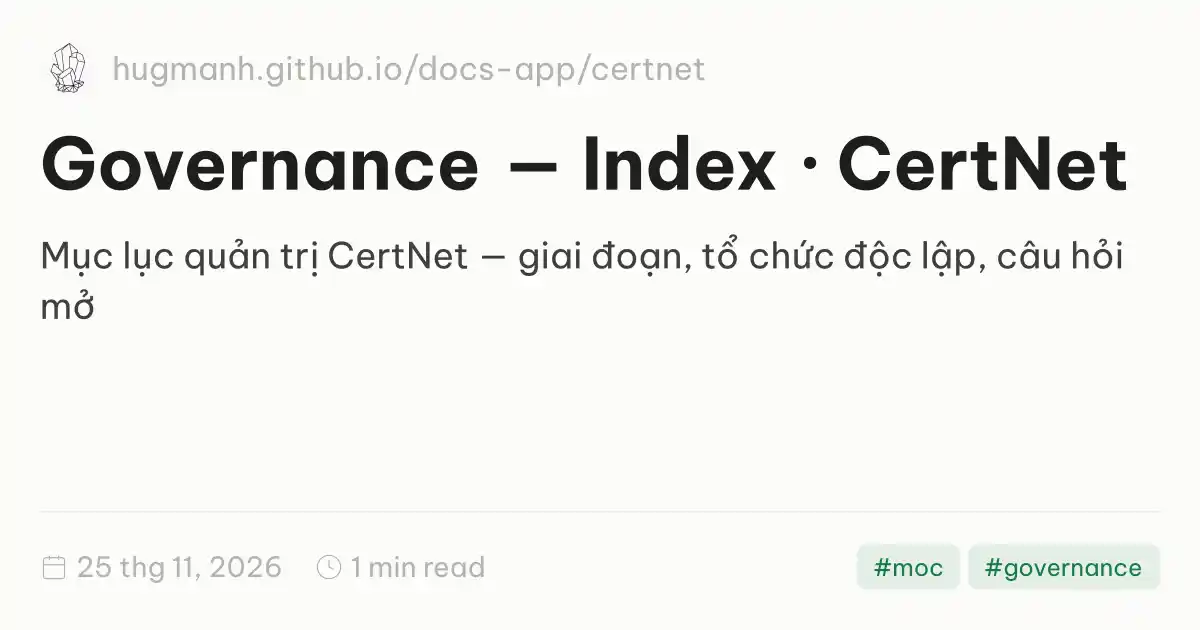 hugmanh.github.io/docs-app/certnet
Governance — Index · CertNet
Mục lục quản trị CertNet — giai đoạn, tổ chức độc lập, câu hỏi
mở
25 thg 11, 2026 1 min read #moc #governance